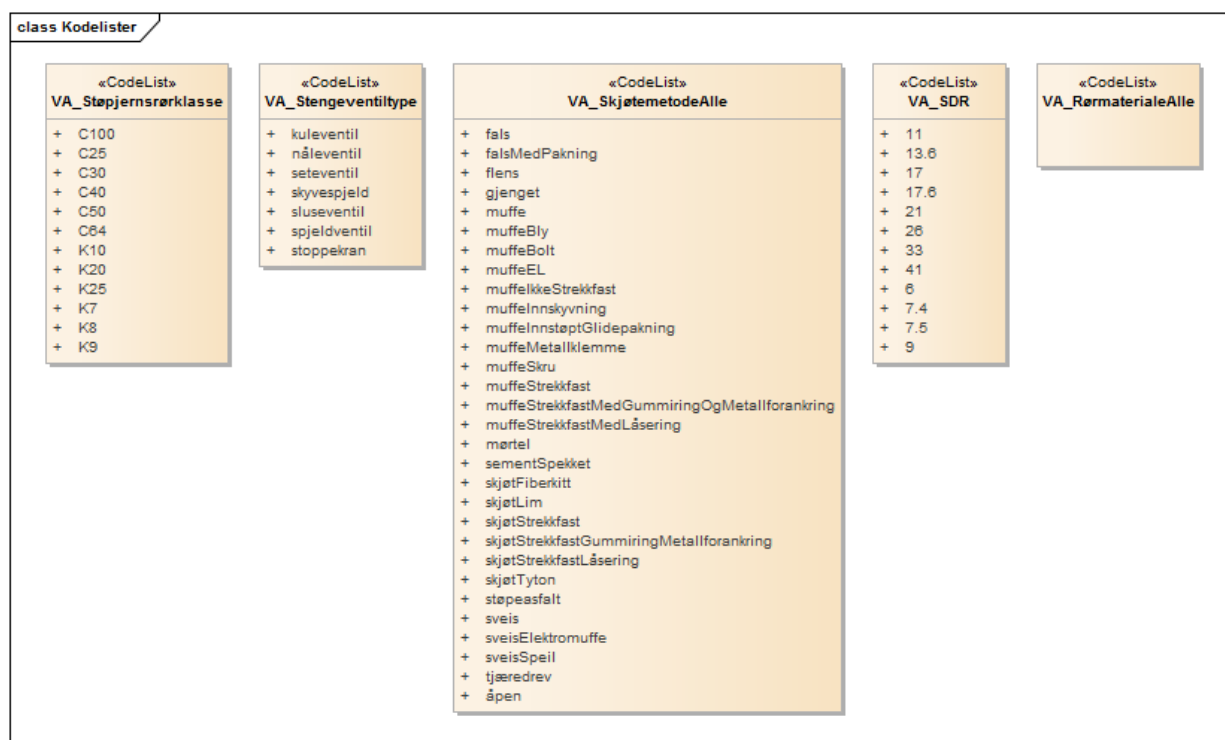 class Kodelister
«CodeList»
VA_Støpjernsrørklasse
+ C100
+ C25
+ C30
+ C40
+ C50
+ C64
+ K10
+ K20
+ K25
+ K7
+ K8
+ K9
«CodeList»
VA_Stengeventiltype
+ kuleventil
+ nåleventil
+ seteventil
+ skyvespjeld
+ sluseventil
+ spjeldventil
+ stoppekran
«CodeList»
VA_SkjøtemetodeAlle
+ fals
+ falsMedPakning
+ flens
+ gjenget
+ muffe
+ muffeBly
+ muffeBolt
+ muffeEL
+ muffeIkkeStrekkfast
+ muffeInnskyvning
+ muffeInnstøptGlidepakning
+ muffeMetallklemme
+ muffeSkru
+ muffeStrekkfast
+ muffeStrekkfastMedGummiringOgMetallforankring
+ muffeStrekkfastMedLåsering
+ mørtel
+ sementSpekket
+ skjøtFiberkitt
+ skjøtLim
+ skjøtStrekkfast
+ skjøtStrekkfastGummiringMetallforankring
+ skjøtStrekkfastLåsering
+ skjøtTyton
+ støpeasfalt
+ sveis
+ sveisElektromuffe
+ sveisSpeil
+ tjæredrev
+ åpen
«CodeList»
VA_SDR
+ 11
+ 13.6
+ 17
+ 17.6
+ 21
+ 26
+ 33
+ 41
+ 6
+ 7.4
+ 7.5
+ 9
«CodeList»
VA_RørmaterialeAlle